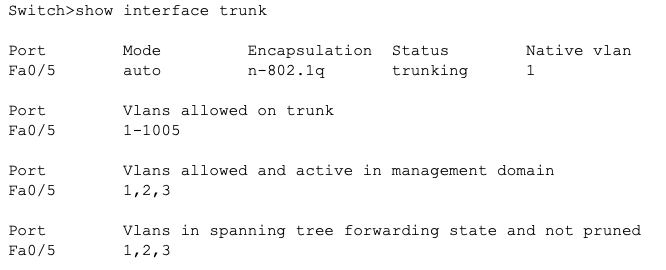 Switch>show interface trunk
Port Mode Encapsulation Status Native vlan
Fa0/5 auto n-802.1q trunking 1
Port Vlans allowed on trunk
Fa0/5 1-1005
Port Vlans allowed and active in management domain
Fa0/5 1,2,3
Port Vlans in spanning tree forwarding state and not pruned
Fa0/5 1,2,3